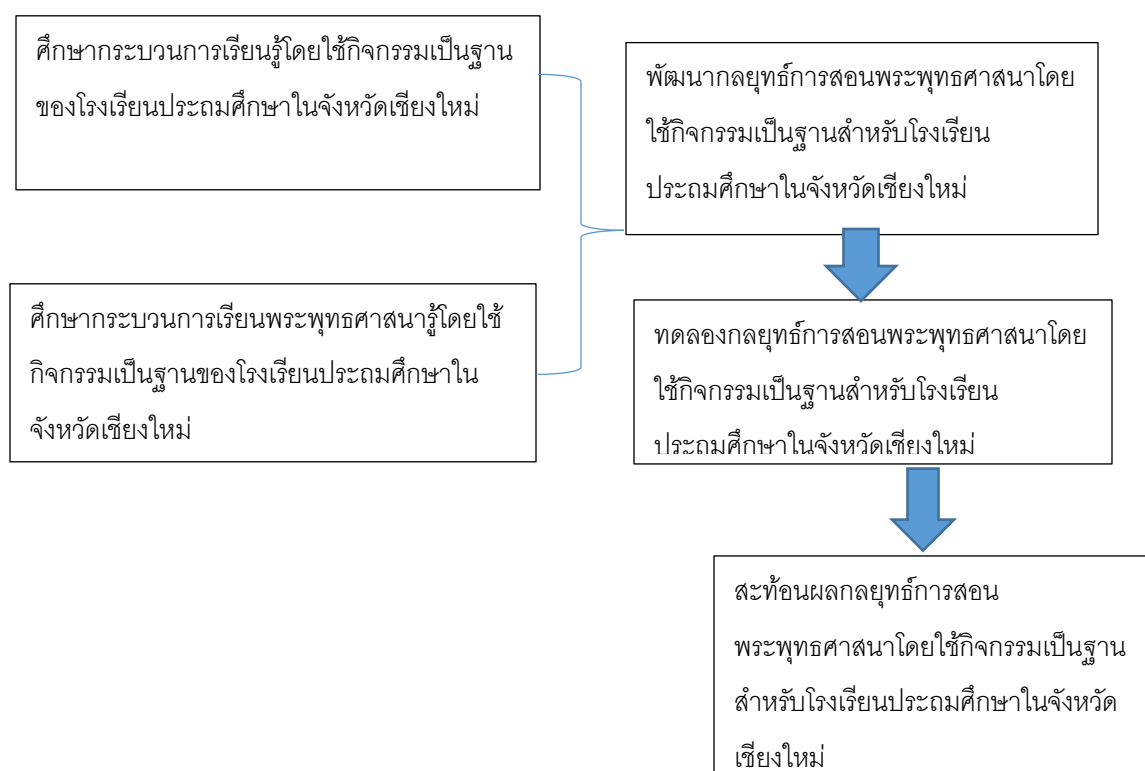 ศึกษากระบวนการเรียนรู้โดยใช้กิจกรรมเป็นฐาน
ของโรงเรียนประถมศึกษาในจังหวัดเชียงใหม่
ศึกษากระบวนการเรียนพระพุทธศาสนารู้โดยใช้
กิจกรรมเป็นฐานของโรงเรียนประถมศึกษาใน
จังหวัดเชียงใหม่
พัฒนากลยุทธ์การสอนพระพุทธศาสนาโดย
ใช้กิจกรรมเป็นฐานสำหรับโรงเรียน
ประถมศึกษาในจังหวัดเชียงใหม่
ทดลองกลยุทธ์การสอนพระพุทธศาสนาโดย
ใช้กิจกรรมเป็นฐานสำหรับโรงเรียน
ประถมศึกษาในจังหวัดเชียงใหม่
สะท้อนผลกลยุทธ์การสอน
พระพุทธศาสนาโดยใช้กิจกรรมเป็นฐาน
สำหรับโรงเรียนประถมศึกษาในจังหวัด
เชียงใหม่